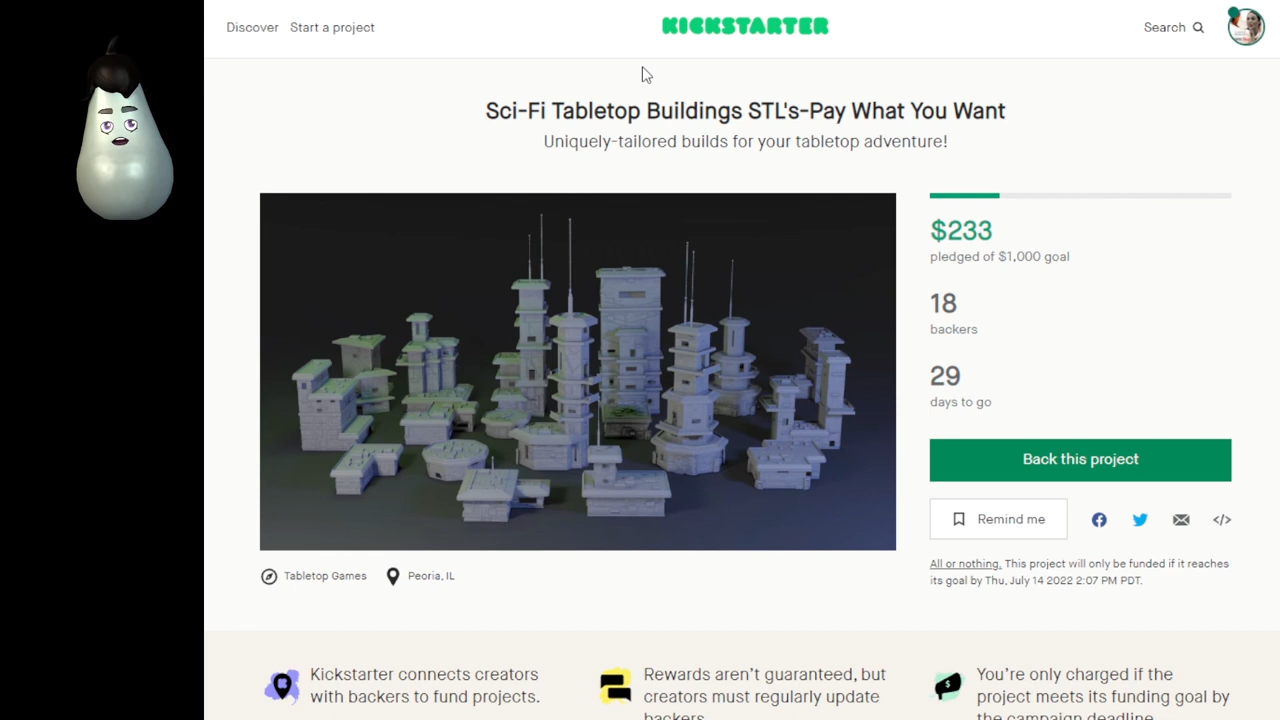 Discover Start a project
KICKSTARTER
Search
Sci-Fi Tabletop Buildings STL's-Pay What You Want
Uniquely-tailored builds for your tabletop adventure!
$233
pledged of $1,000 goal
18
backers
29
days to go
Back this project
Remind me
All or nothing. This project will only be funded if it reaches
its goal by Thu, July 14 2022 2:07 PM PDT.
Tabletop Games Peoria, IL
Kickstarter connects creators
with backers to fund projects.
Rewards aren't guaranteed, but
creators must regularly update
backers.
You're only charged if the
project meets its funding goal by
the campaign deadline.